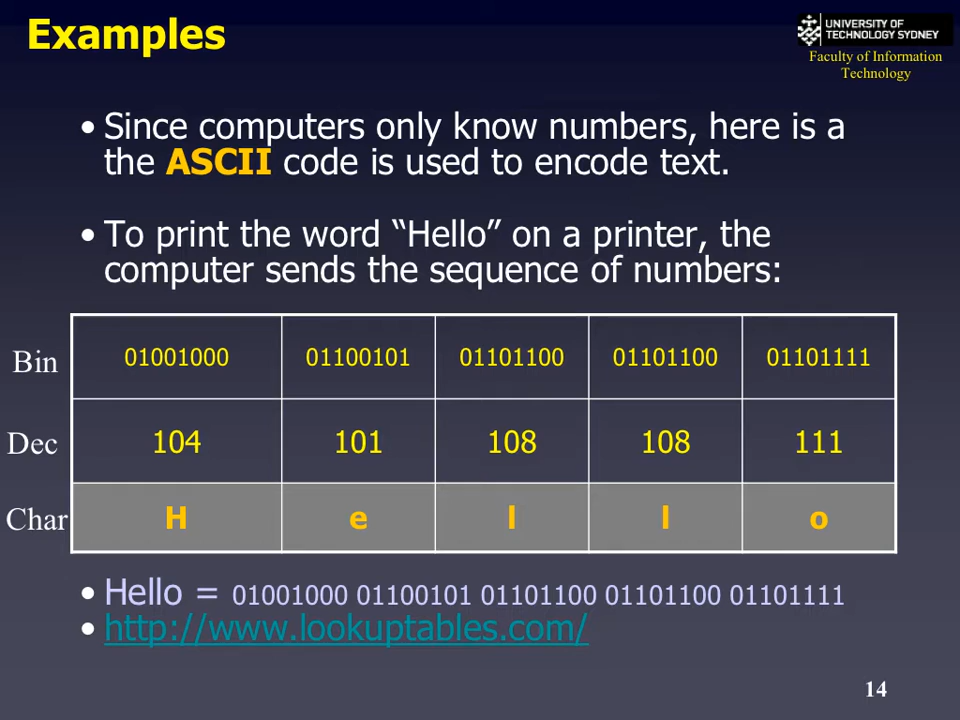 Examples
UNIVERSITY OF
TECHNOLOGY SYDNEY
Faculty of Information
Technology
• Since computers only know numbers, here is a
the ASCII code is used to encode text.
• To print the word “Hello” on a printer, the
computer sends the sequence of numbers:
Bin 01001000 01100101 01101100 01101100 01101111
Dec 104 101 108 108 111
Char H e l l o
• Hello = 01001000 01100101 01101100 01101100 01101111
• http://www.lookuptables.com/
14